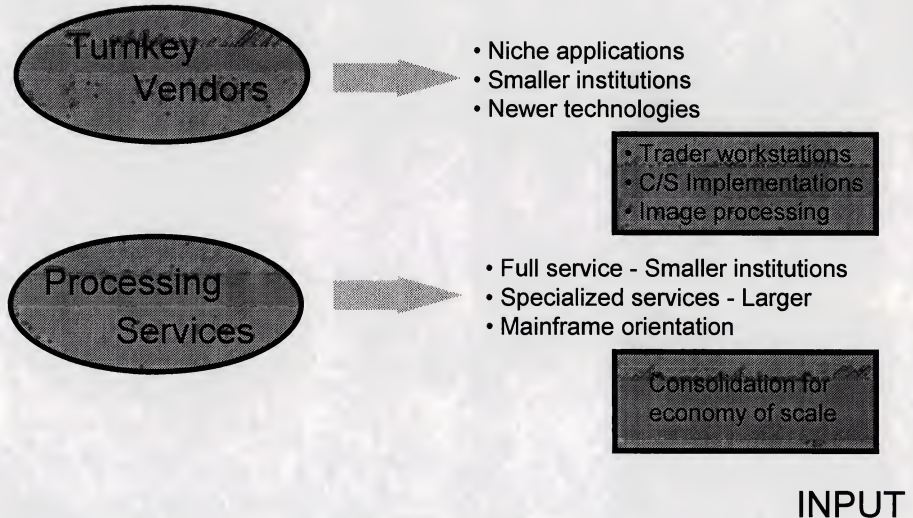 Turnkey
Vendors
• Niche applications
• Smaller institutions
• Newer technologies
• Trader workstations
• C/S Implementations
• Image processing
Processing
Services
• Full service - Smaller institutions
• Specialized services - Larger
• Mainframe orientation
Consolidation for
economy of scale
INPUT